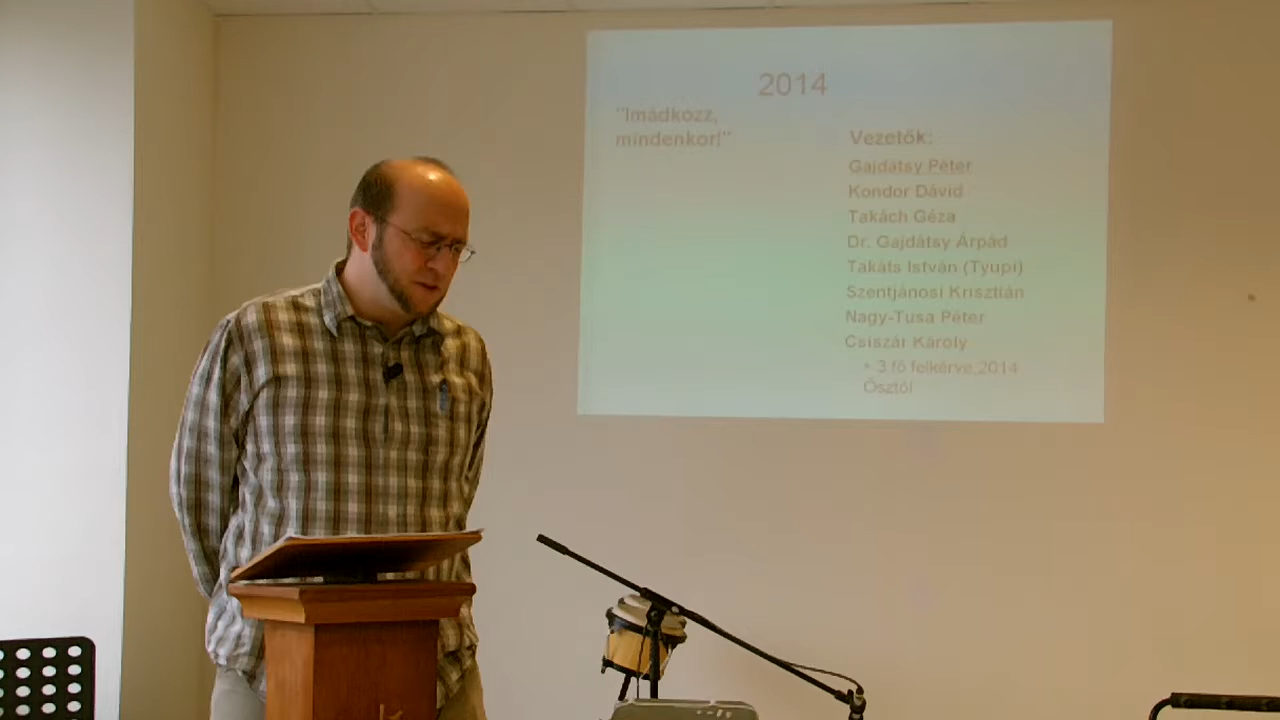 2014
"Imádkozz,
mindenkor!"
Vezetők:
Gajdátsy Péter
Kondor Dávid
Takách Géza
Dr. Gajdátsy Árpád
Takáts István (Tyupi)
Szentjánosi Krisztián
Nagy-Tusa Péter
Csiszár Károly
• 3 fő felkérve,2014
Ősztől